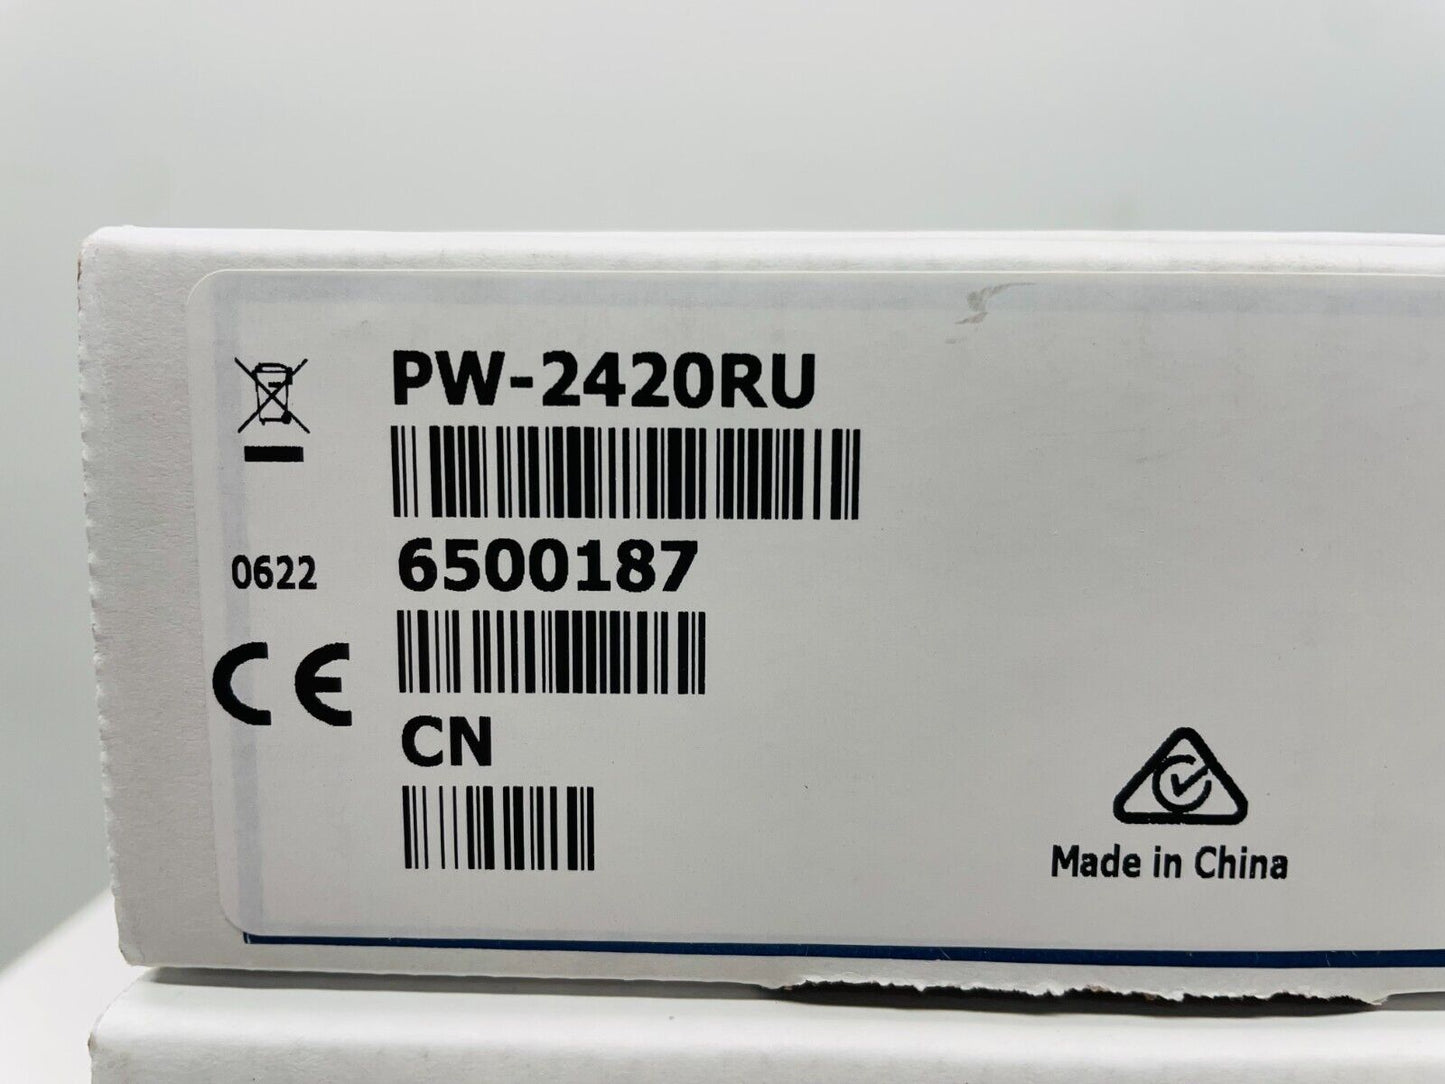 PW-2420RU
0622
6500187
CE
CN
Made in China